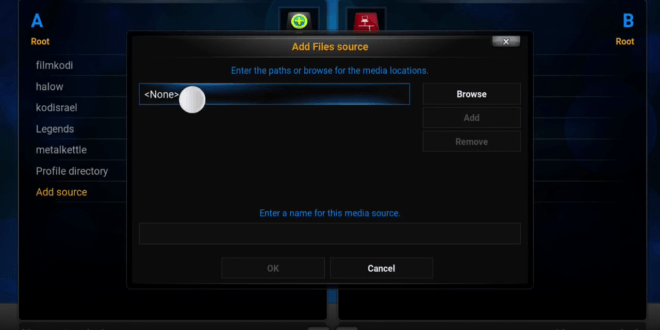 A
B
Root
Root
Add Files source
Enter the paths or browse for the media locations.
filmkodi
halow
kodisrael
Legends
metalkettle
Profile directory
Add source
<None>
Browse
Add
Remove
Enter a name for this media source.
OK
Cancel